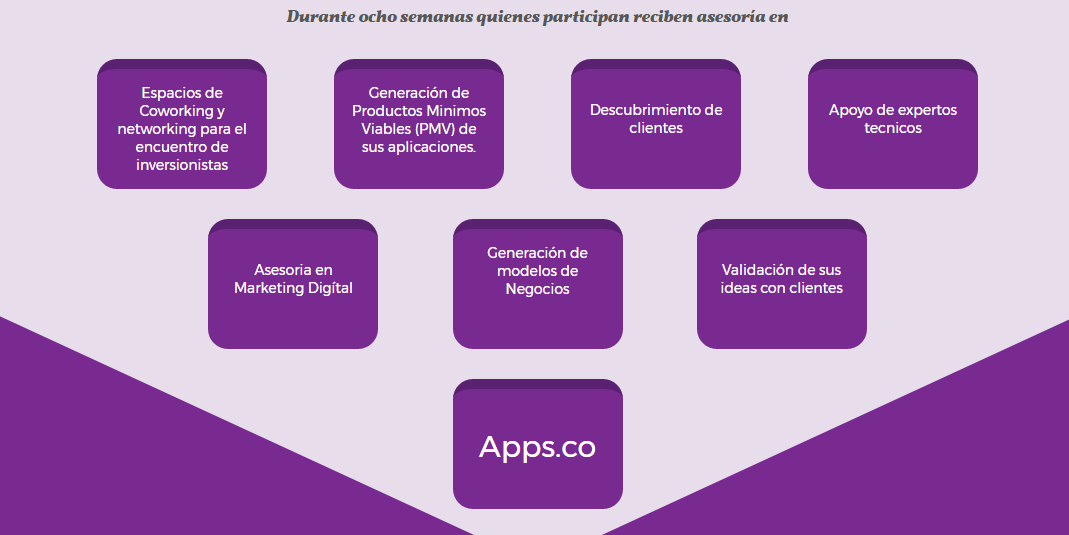 Durante ocho semanas quienes participan reciben asesoría en
Espacios de
Coworking y
networking para el
encuentro de
inversionistas
Generación de
Productos Minimos
Viables (PMV) de
sus aplicaciones.
Descubrimiento de
clientes
Apoyo de expertos
tecnicos
Asesoria en
Marketing Digítal
Generación de
modelos de
Negocios
Validación de sus
ideas con clientes
Apps.co